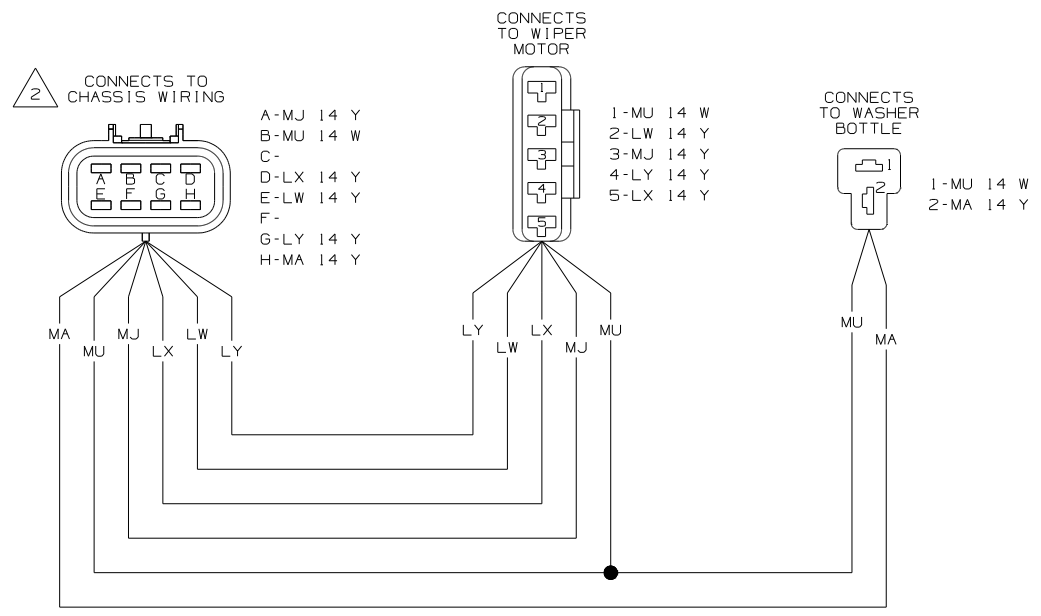 CONNECTS
TO WIPER
MOTOR
2
CONNECTS TO
CHASSIS WIRING
A-MJ 14 Y
B-MU 14 W
C-
D-LX 14 Y
E-LW 14 Y
F-
G-LY 14 Y
H-MA 14 Y
A B C D
E F G H
1
2
3
4
5
1-MU 14 W
2-LW 14 Y
3-MJ 14 Y
4-LY 14 Y
5-LX 14 Y
CONNECTS
TO WASHER
BOTTLE
1
2
1-MU 14 W
2-MA 14 Y
MA
MU
MJ
LX
LW
LY
LY
LW
LX
MJ
MU
MU
MA